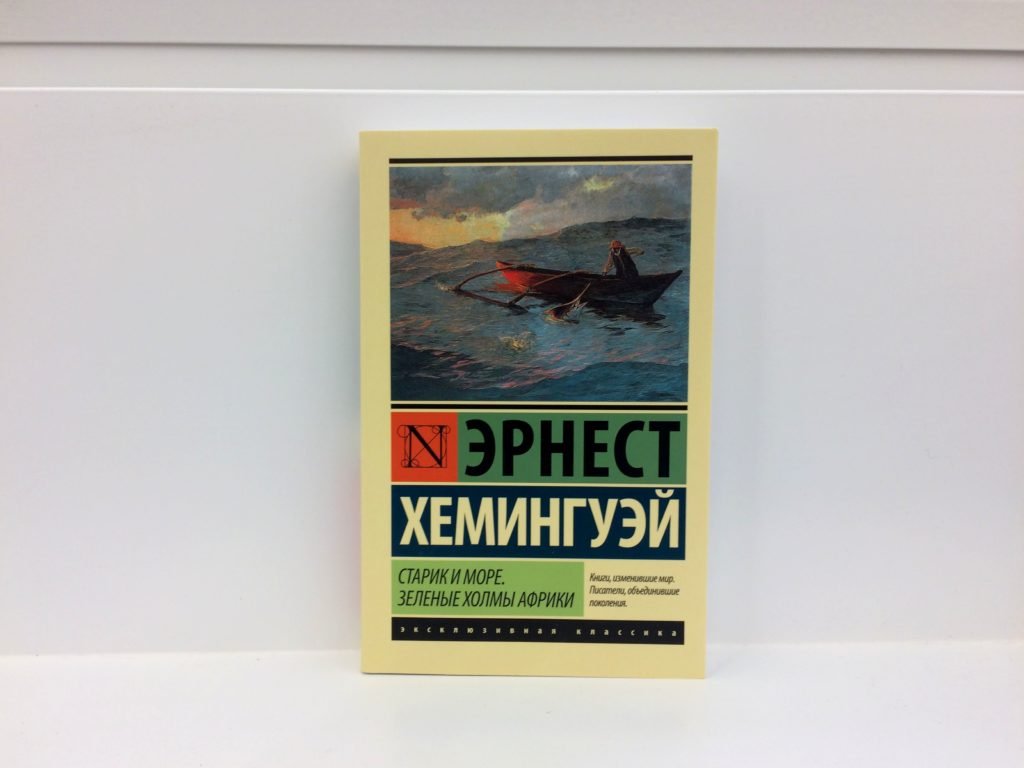 N ЭРНЕСТ
ХЕМИНГУЭЙ
СТАРИК И МОРЕ.
ЗЕЛЕНЫЕ ХОЛМЫ АФРИКИ
Книги, изменившие мир.
Писатели, объединившие
поколения.
эксклюзивная классика